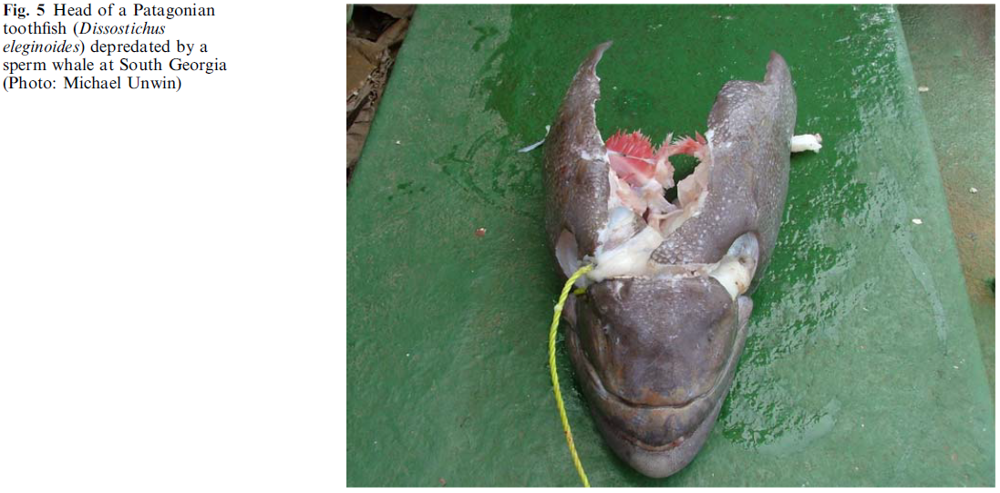 Fig. 5 Head of a Patagonian
toothfish (Dissostichus
eleginoides) depredated by a
sperm whale at South Georgia
(Photo: Michael Unwin)